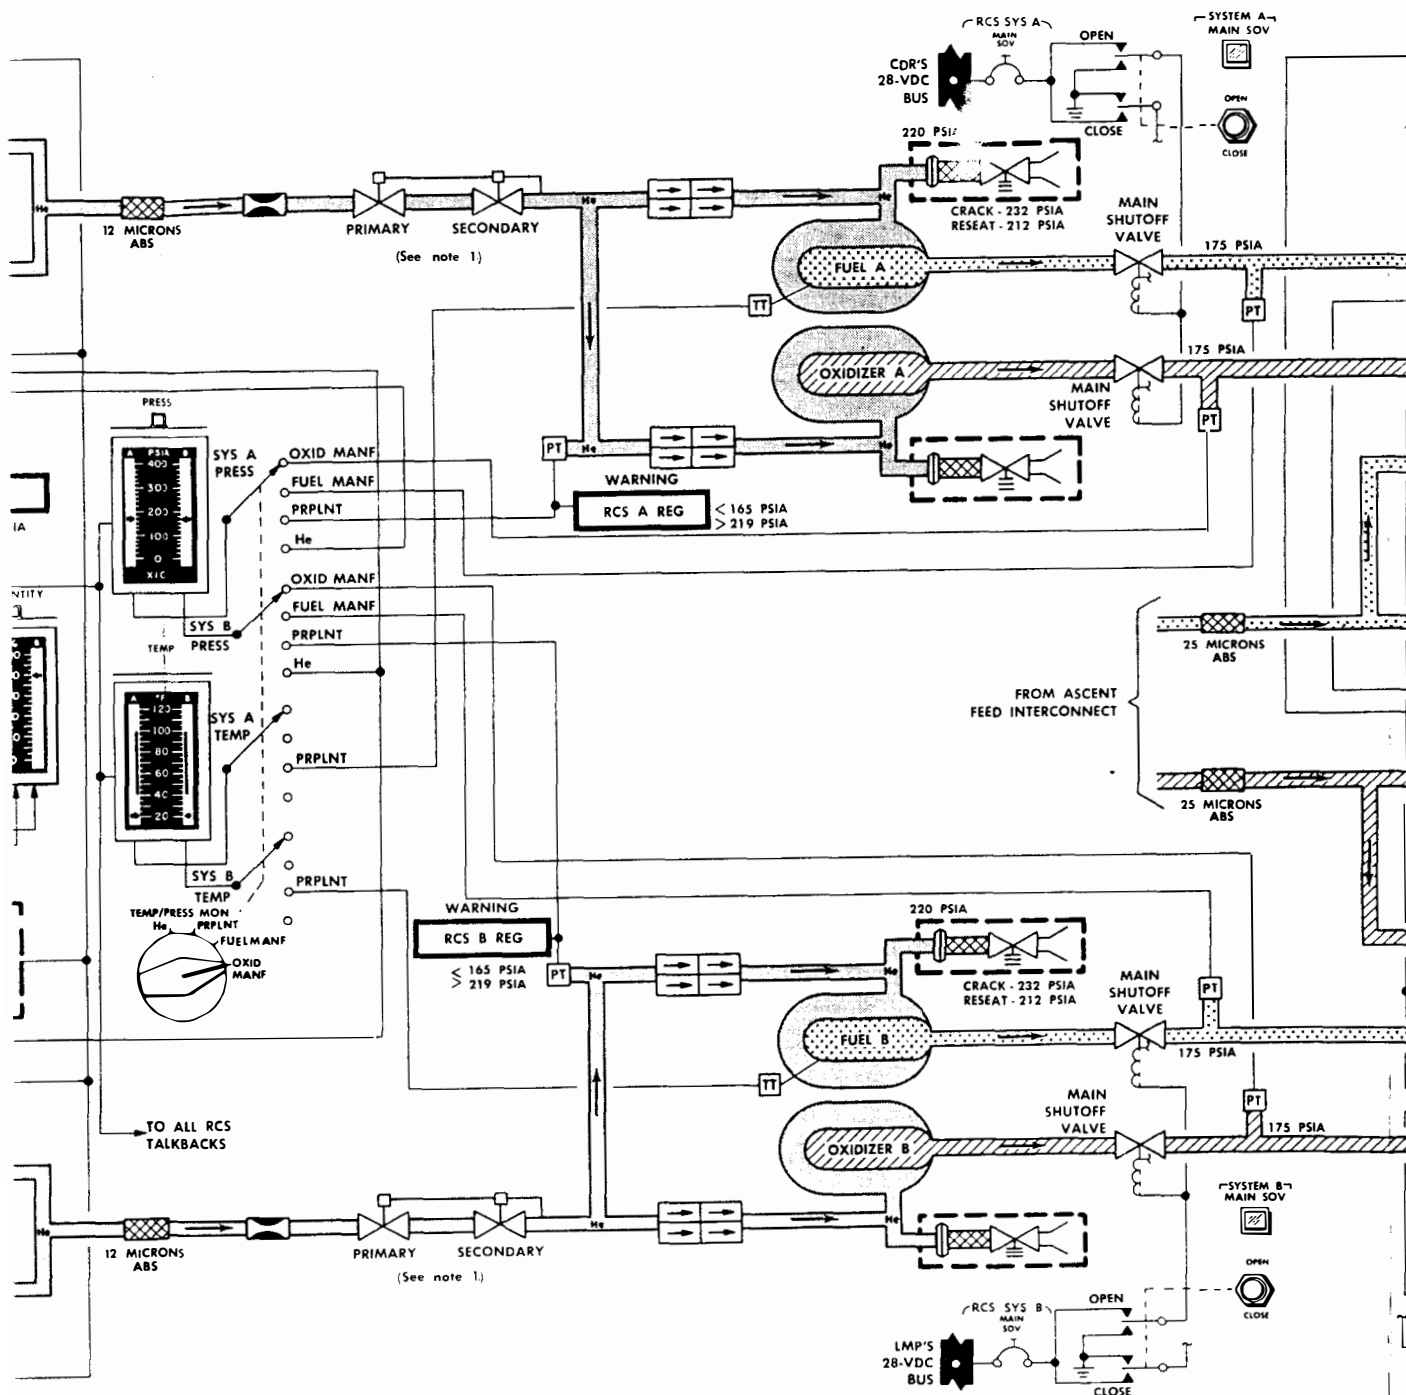 RCS SYS A
MAIN
SOV
OPEN
CDR'S
28-VDC
BUS
CLOSE
SYSTEM A
MAIN SOV
OPEN
CLOSE
220 PSIA
He
12 MICRONS
ABS
PRIMARY
SECONDARY
(See note 1.)
He
He
CRACK - 232 PSIA
RESEAT - 212 PSIA
MAIN
SHUTOFF
VALVE
175 PSIA
FUEL A
TT
PT
OXIDIZER A
175 PSIA
MAIN
SHUTOFF
VALVE
PT
PT
He
He
WARNING
RCS A REG
< 165 PSIA
> 219 PSIA
PRESS
A PSIA B
400
300
200
100
0
X10
SYS A
PRESS
OXID MANF
FUEL MANF
PRPLNT
He
OXID MANF
FUEL MANF
PRPLNT
He
SYS B
PRESS
IA
NTITY
B
TEMP
A °F B
120
100
80
60
40
20
SYS A
TEMP
PRPLNT
SYS B
TEMP
PRPLNT
TEMP/PRESS MON
He
PRPLNT
FUEL MANF
OXID
MANF
25 MICRONS
ABS
FROM ASCENT
FEED INTERCONNECT
25 MICRONS
ABS
WARNING
RCS B REG
≤ 165 PSIA
> 219 PSIA
PT
He
He
220 PSIA
CRACK - 232 PSIA
RESEAT - 212 PSIA
MAIN
SHUTOFF
VALVE
PT
FUEL B
175 PSIA
TT
MAIN
SHUTOFF
VALVE
PT
175 PSIA
OXIDIZER B
TO ALL RCS
TALKBACKS
He
12 MICRONS
ABS
PRIMARY
SECONDARY
(See note 1.)
He
He
SYSTEM B
MAIN SOV
OPEN
CLOSE
RCS SYS B
MAIN
SOV
OPEN
LMP'S
28-VDC
BUS
CLOSE